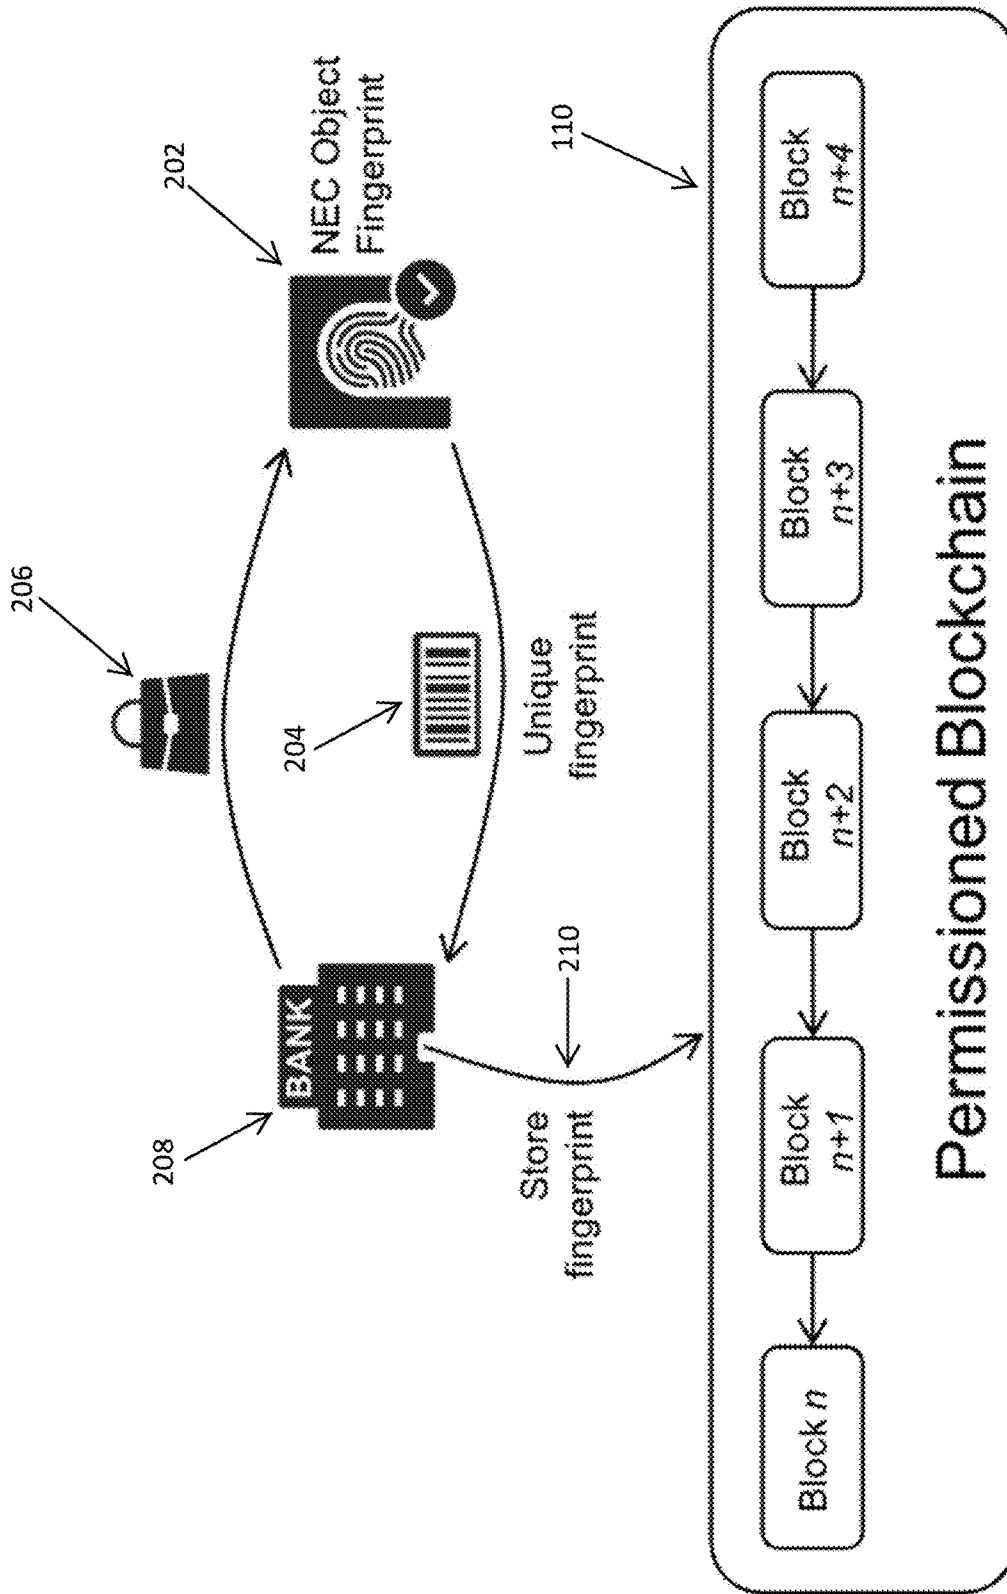 206
202
NEC Object
Fingerprint
208
BANK
204
Unique
fingerprint
210
Store
fingerprint
110
Block n
Block
n+1
Block
n+2
Block
n+3
Block
n+4
Permissioned Blockchain